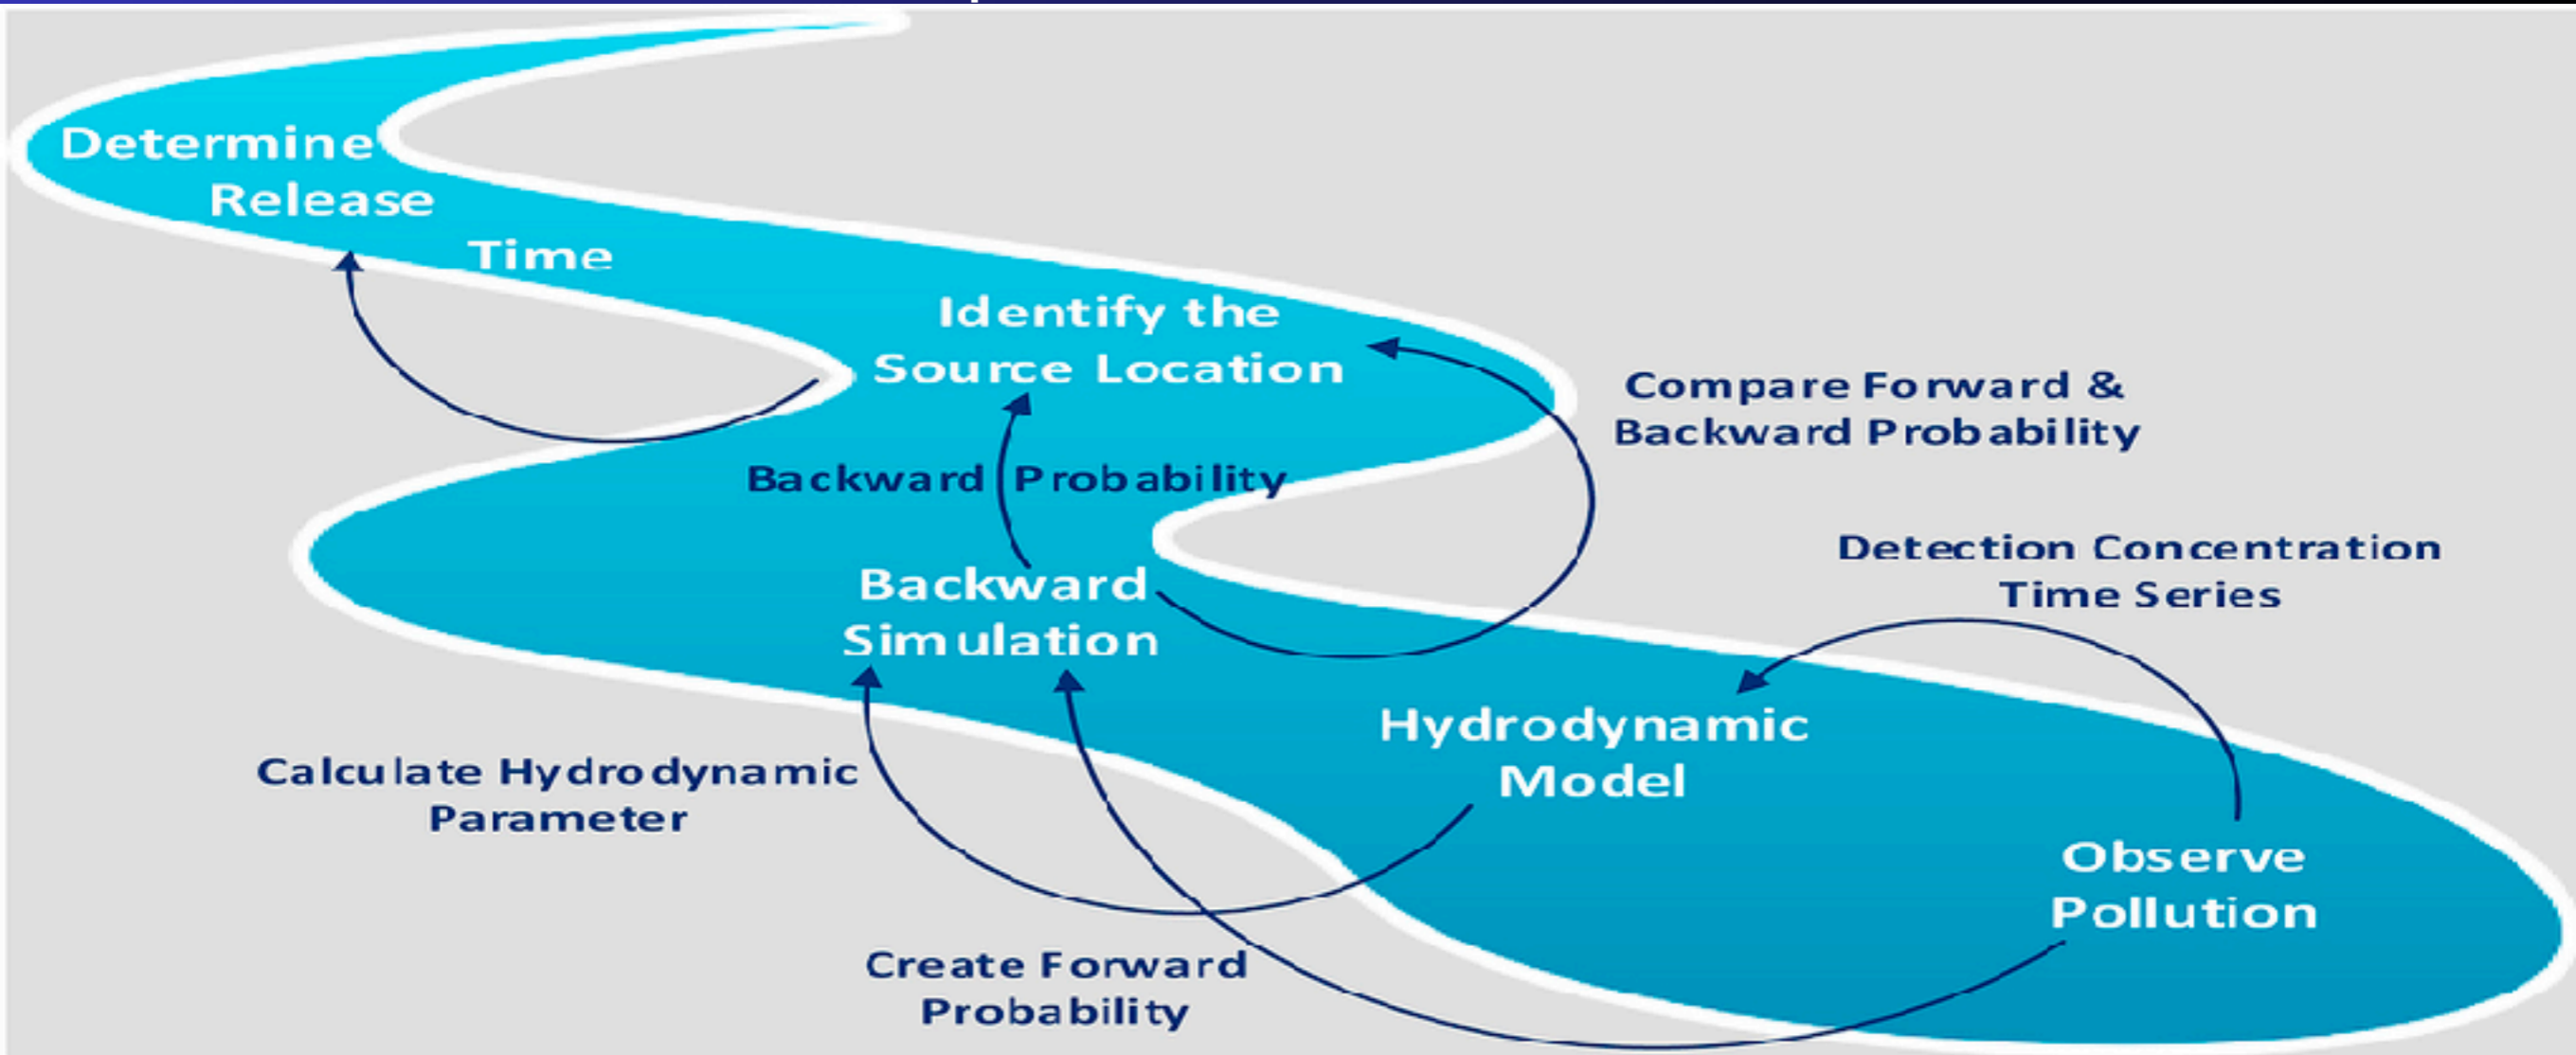 Determine
Release
Time
Identify the
Source Location
Compare Forward &
Backward Probability
Backward Probability
Detection Concentration
Time Series
Backward
Simulation
Hydrodynamic
Model
Calculate Hydrodynamic
Parameter
Observe
Pollution
Create Forward
Probability